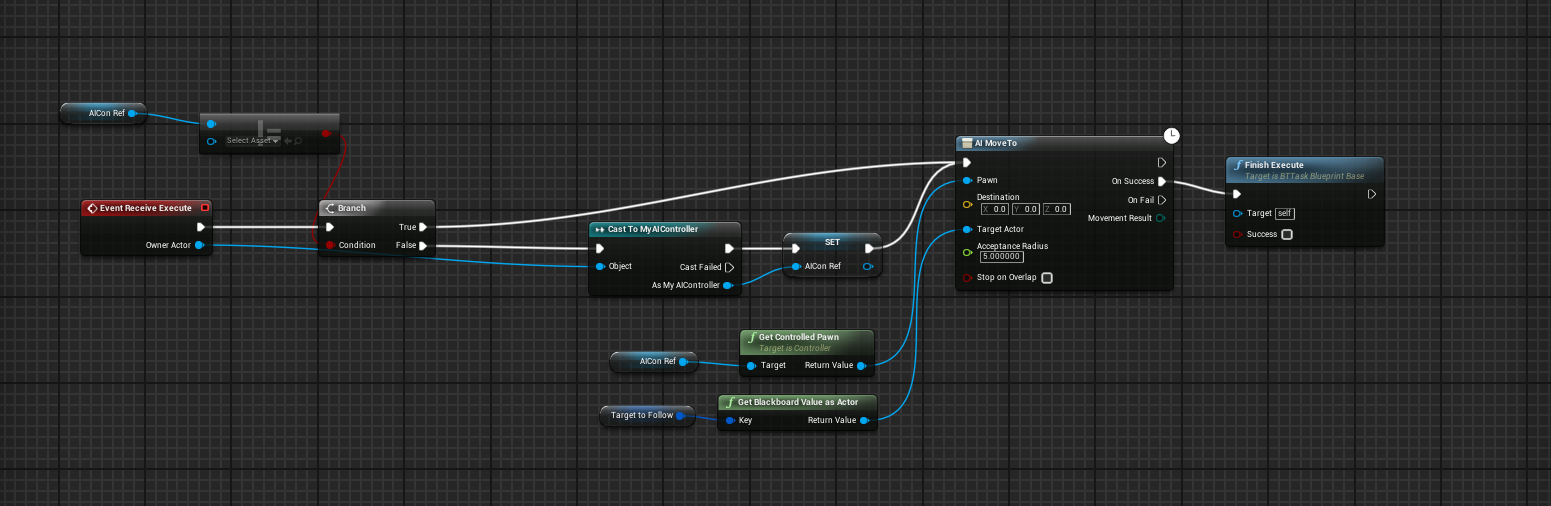 AICon Ref
!=
Select Asset
Event Receive Execute
Owner Actor
Branch
True
Condition
False
Cast To MyAIController
Object
Cast Failed
As My AIController
SET
AICon Ref
AI MoveTo
Pawn
On Success
Destination
X 0.0 Y 0.0 Z 0.0
On Fail
Movement Result
Target Actor
Acceptance Radius
5.000000
Stop on Overlap
f Finish Execute
Target is BTTask Blueprint Base
Target self
Success
AICon Ref
f Get Controlled Pawn
Target is Controller
Target
Return Value
Target to Follow
f Get Blackboard Value as Actor
Key
Return Value